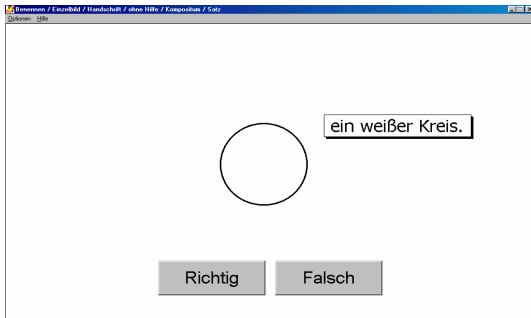 Benennen / Einzelbild / Handschrift / ohne Hilfe / Kompositum / Satz
Optionen Hilfe
ein weißer Kreis.
Richtig Falsch